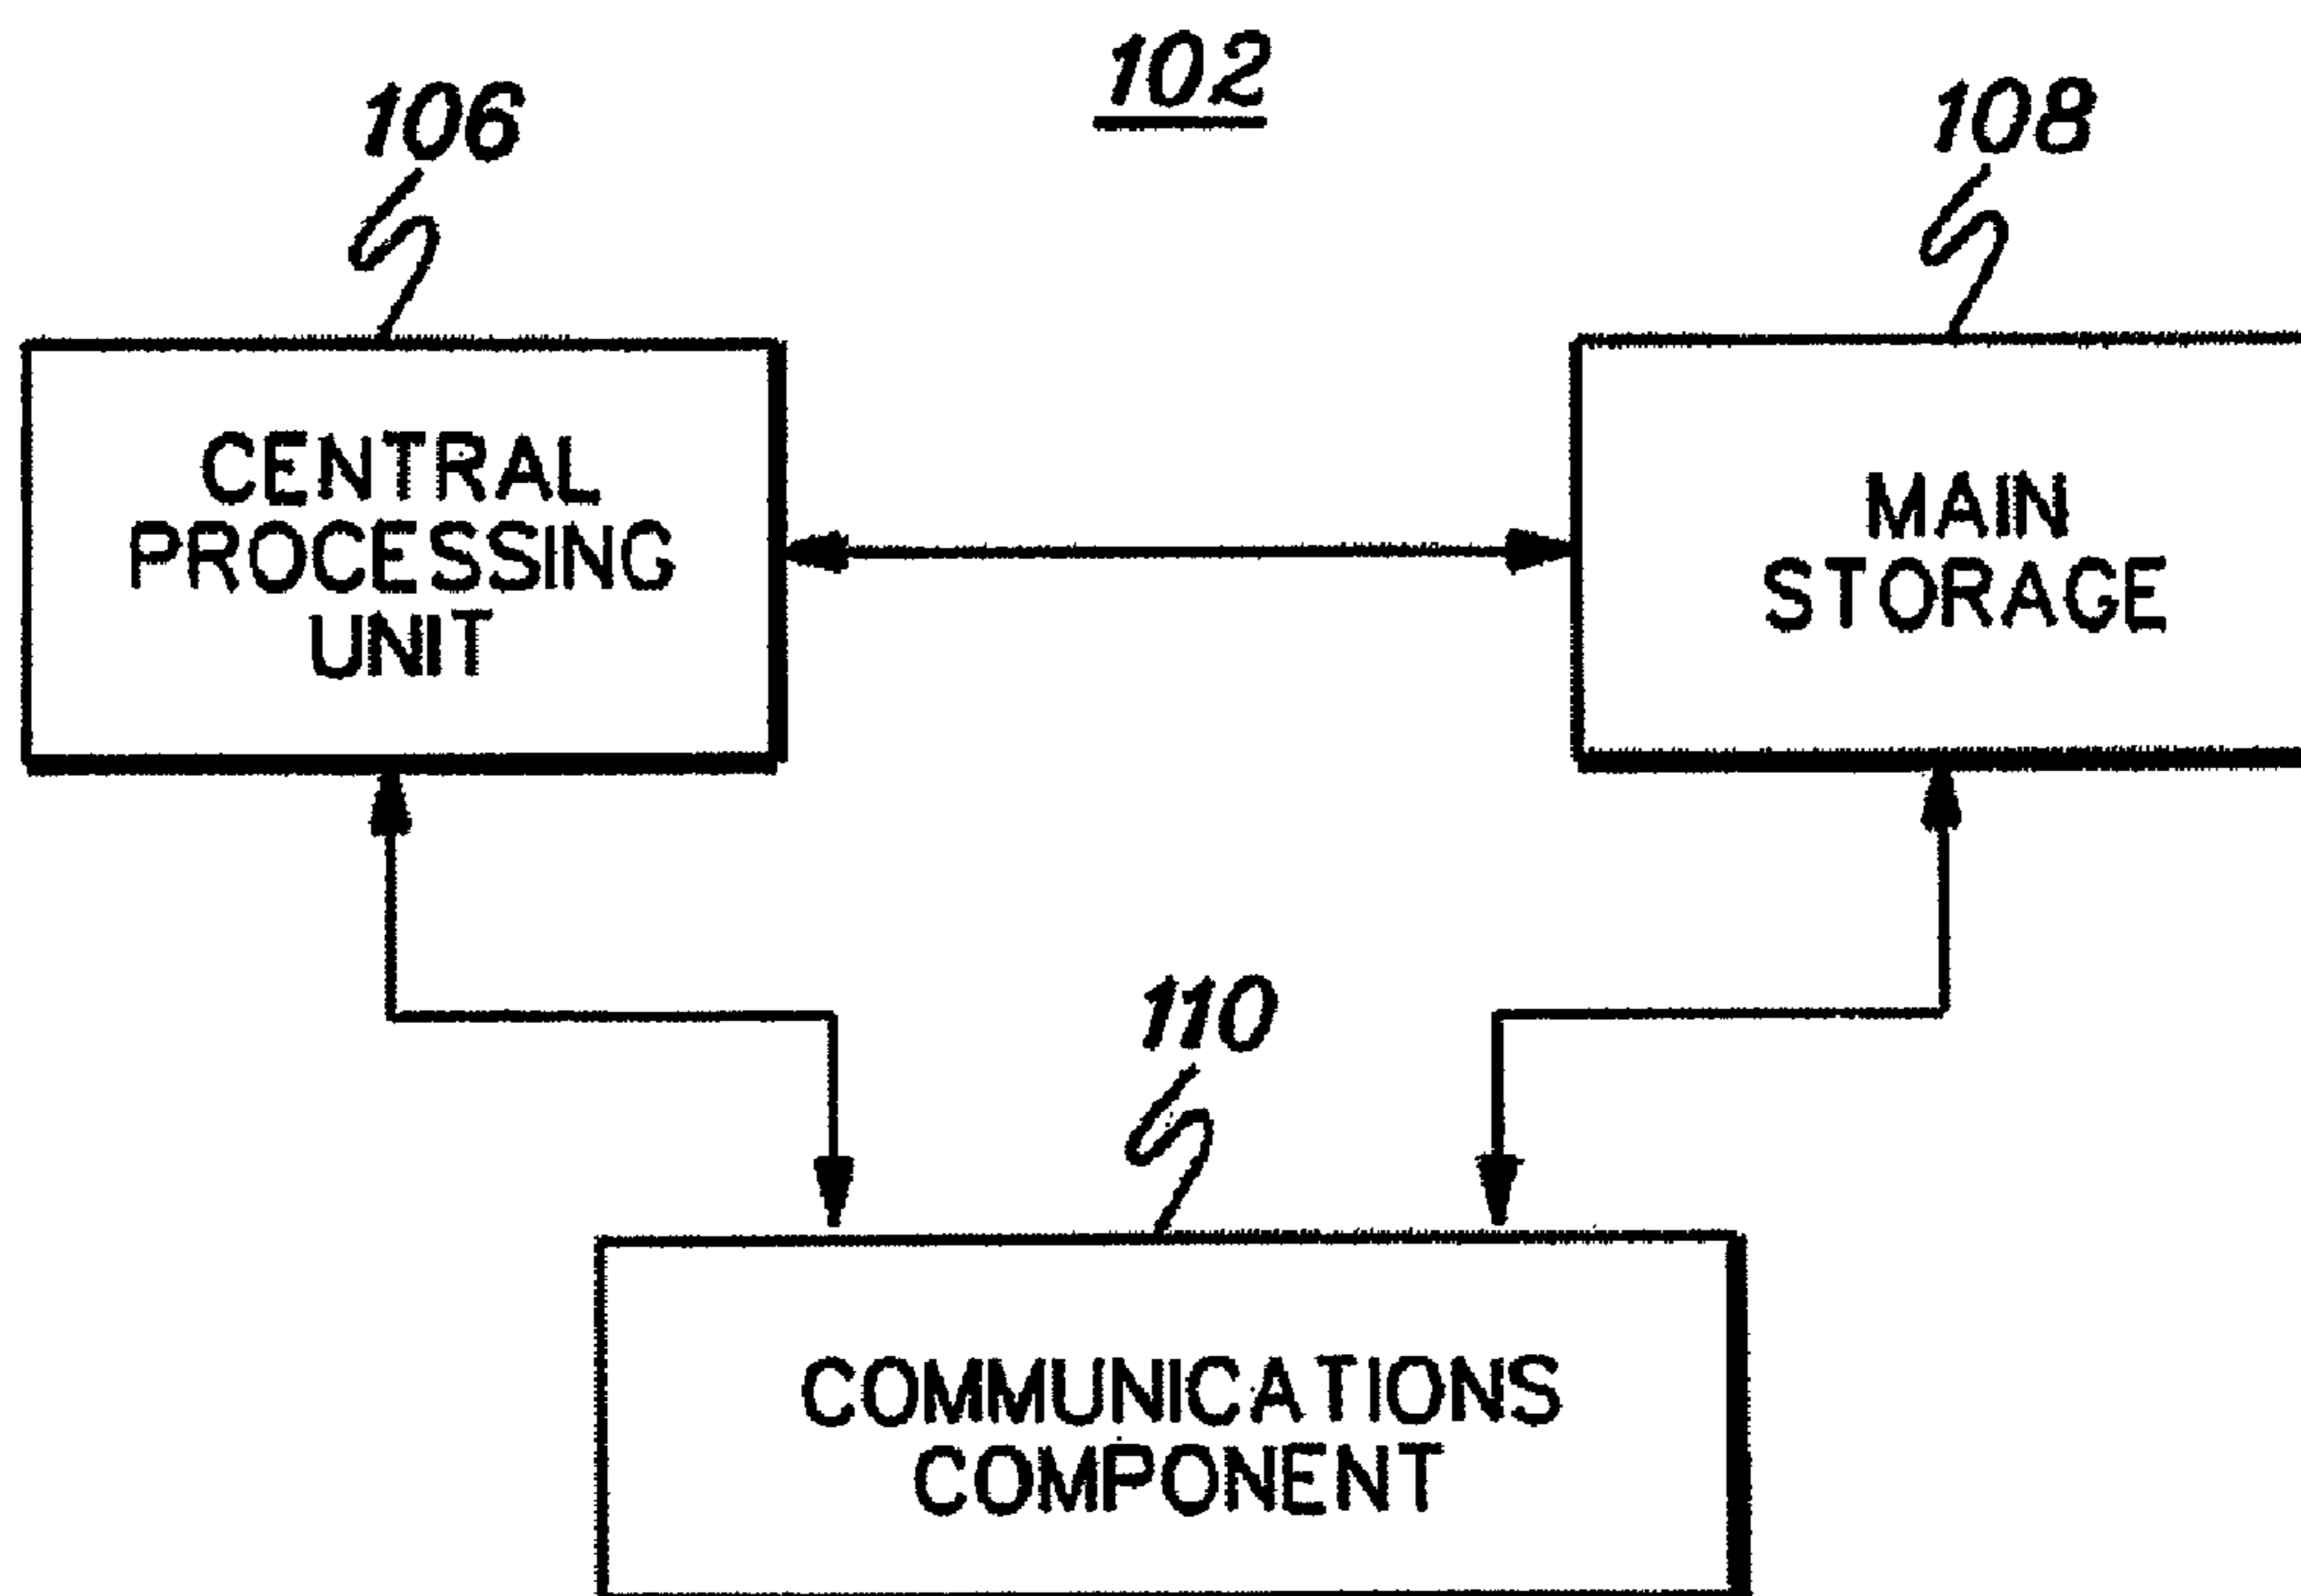 102
106
108
CENTRAL
PROCESSING
UNIT
MAIN
STORAGE
110
COMMUNICATIONS
COMPONENT